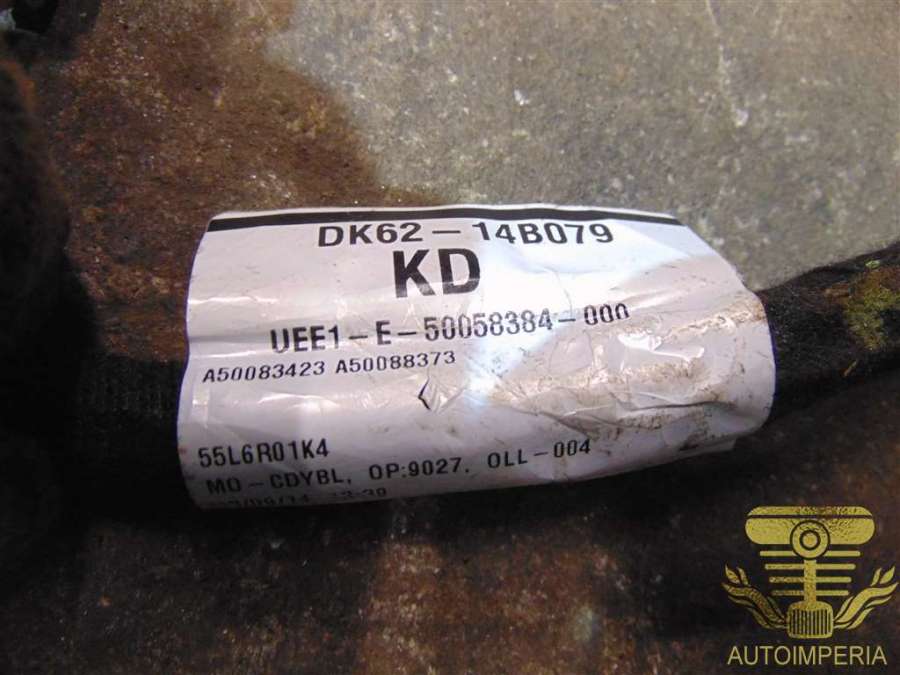 DK62-14B079
KD
UEE1-E-50058384-000
A50083423 A50088373
55L6R01K4
MO-CDYBL, OP:9027, OLL-004
AUTOIMPERIA